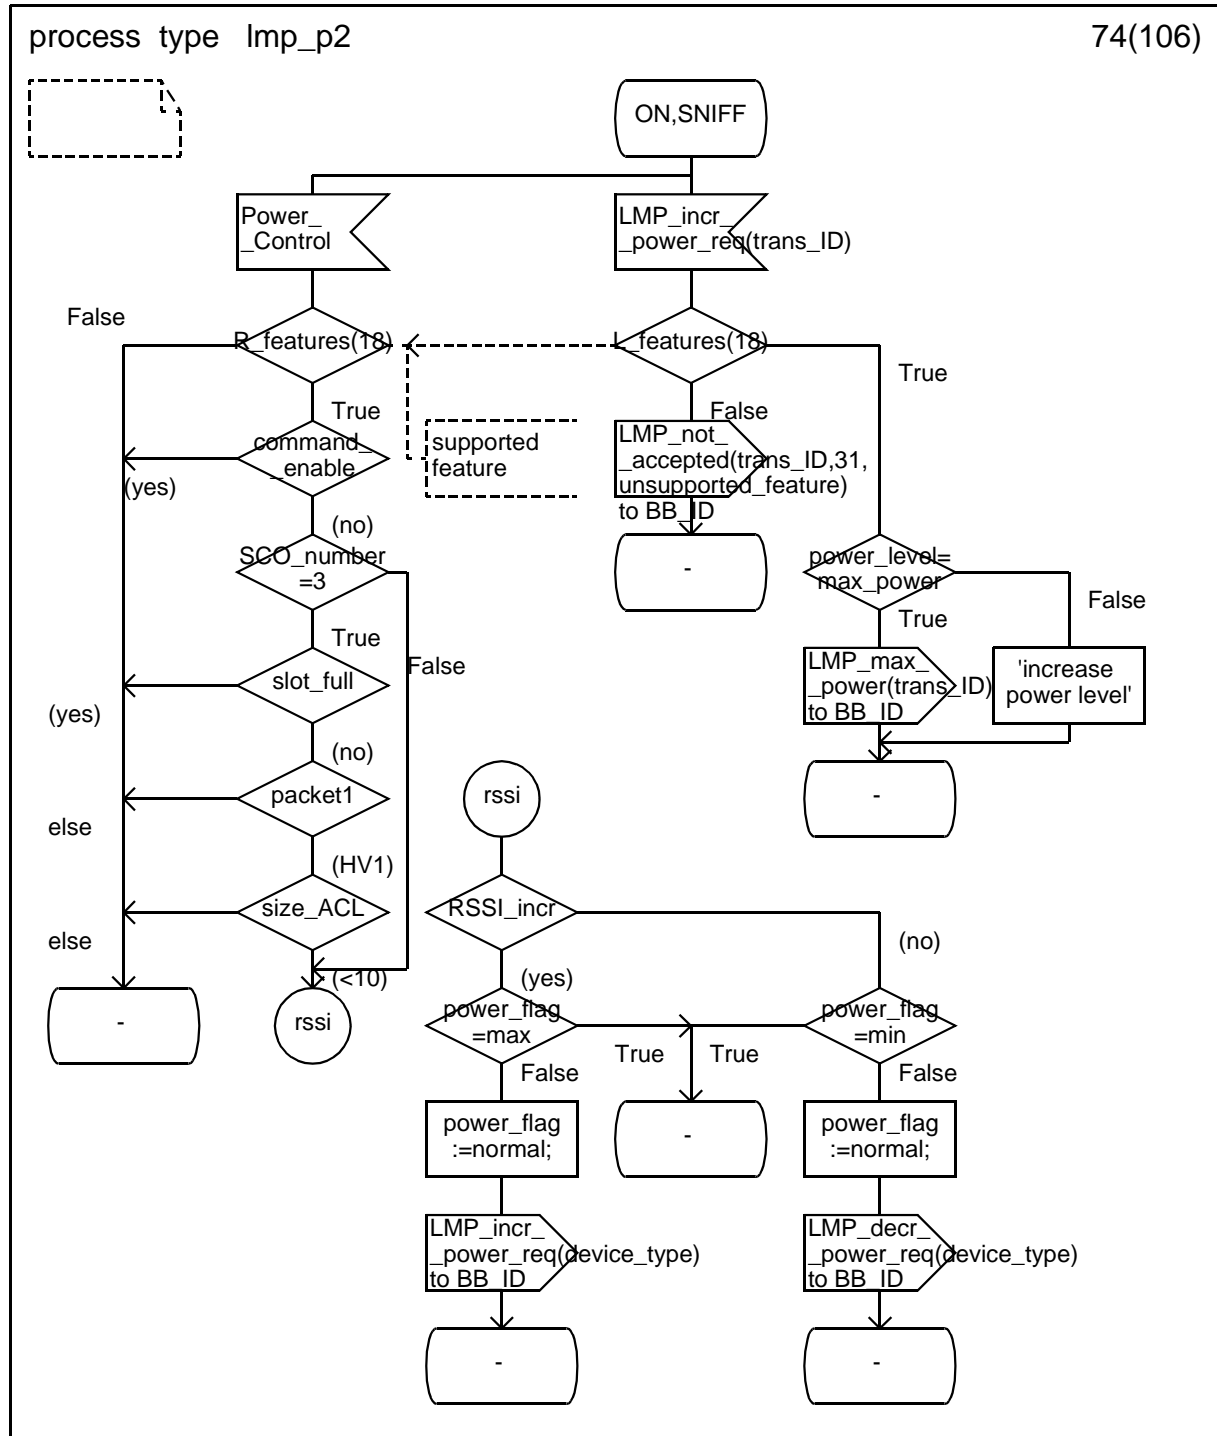 process type lmp_p2
74(106)
ON,SNIFF
Power_
_Control
LMP_incr_
_power_req(trans_ID)
False
R_features(18)
L_features(18)
True
True
False
command_
_enable
(yes)
supported
feature
LMP_not_
_accepted(trans_ID,31,
unsupported_feature)
to BB_ID
(no)
SCO_number
=3
-
power_level=
max_power
False
True
True
False
slot_full
(yes)
LMP_max_
_power(trans_ID)
to BB_ID
'increase
power level'
(no)
packet1
else
rssi
-
(HV1)
size_ACL
else
RSSI_incr
(no)
(<10)
(yes)
-
rssi
power_flag
=max
power_flag
=min
True
True
False
False
power_flag
:=normal;
-
power_flag
:=normal;
LMP_incr_
_power_req(device_type)
to BB_ID
LMP_decr_
_power_req(device_type)
to BB_ID
-
-